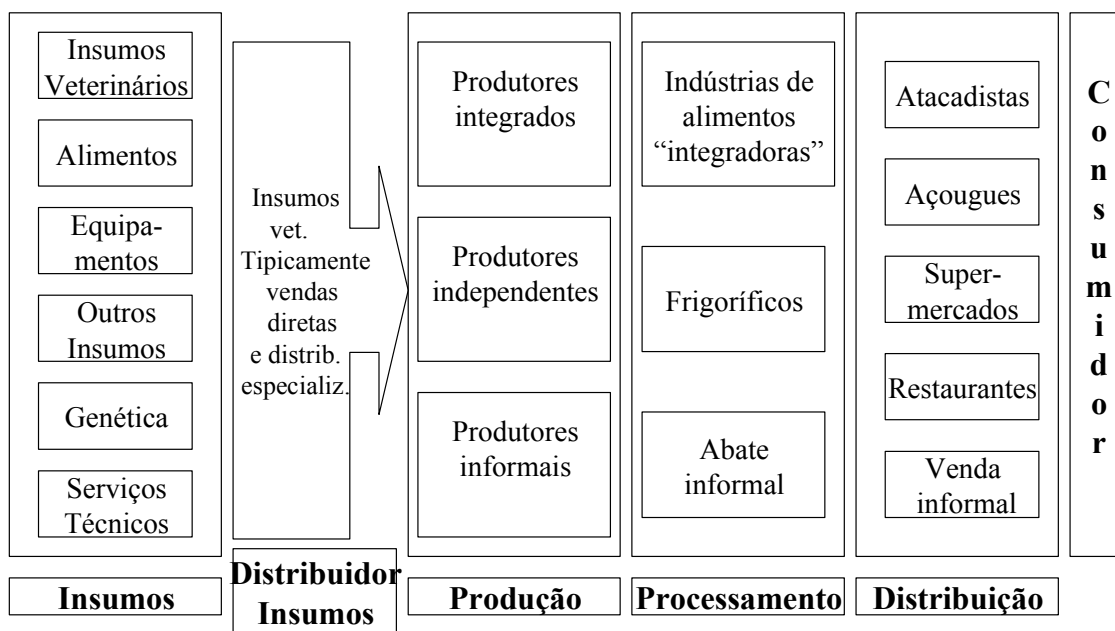 Insumos
Veterinários
Alimentos
Equipa-
mentos
Outros
Insumos
Genética
Serviços
Técnicos
Insumos
Insumos
vet.
Tipicamente
vendas
diretas
e distrib.
especializ.
Distribuidor
Insumos
Produtores
integrados
Produtores
independentes
Produtores
informais
Produção
Indústrias de
alimentos
“integradoras”
Frigoríficos
Abate
informal
Processamento
Atacadistas
Açougues
Super-
mercados
Restaurantes
Venda
informal
Distribuição
C
o
n
s
u
m
i
d
o
r